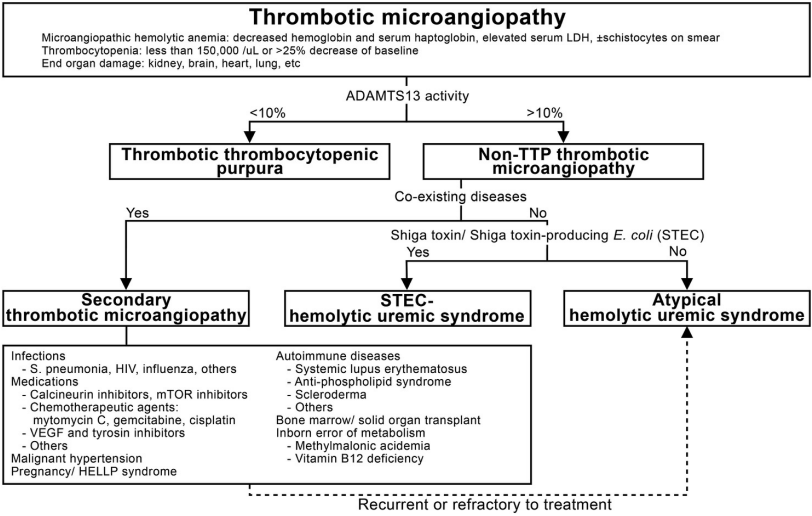 Thrombotic microangiopathy
Microangiopathic hemolytic anemia: decreased hemoglobin and serum haptoglobin, elevated serum LDH, ±schistocytes on smear
Thrombocytopenia: less than 150,000 /uL or >25% decrease of baseline
End organ damage: kidney, brain, heart, lung, etc
ADAMTS13 activity
<10%
>10%
Thrombotic thrombocytopenic
purpura
Non-TTP thrombotic
microangiopathy
Co-existing diseases
Yes
No
Shiga toxin/ Shiga toxin-producing E. coli (STEC)
Yes
No
Secondary
thrombotic microangiopathy
STEC-
hemolytic uremic syndrome
Atypical
hemolytic uremic syndrome
Infections
- S. pneumonia, HIV, influenza, others
Medications
- Calcineurin inhibitors, mTOR inhibitors
- Chemotherapeutic agents:
mytomycin C, gemcitabine, cisplatin
- VEGF and tyrosin inhibitors
- Others
Malignant hypertension
Pregnancy/ HELLP syndrome
Autoimmune diseases
- Systemic lupus erythematosus
- Anti-phospholipid syndrome
- Scleroderma
- Others
Bone marrow/ solid organ transplant
Inborn error of metabolism
- Methylmalonic acidemia
- Vitamin B12 deficiency
Recurrent or refractory to treatment